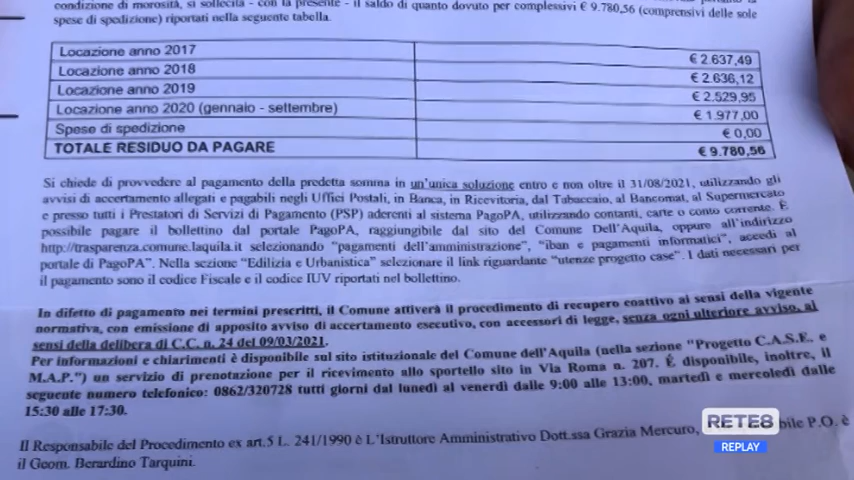 condizione di morosità, si sollecita - con la presente - il saldo di quanto dovuto per complessivi € 9.780,56 (comprensivi delle sole
spese di spedizione) riportati nella seguente tabella.
Locazione anno 2017 € 2.637,49
Locazione anno 2018 € 2.636,12
Locazione anno 2019 € 2.529,95
Locazione anno 2020 (gennaio - settembre) € 1.977,00
Spese di spedizione € 0,00
TOTALE RESIDUO DA PAGARE € 9.780,56
Si chiede di provvedere al pagamento della predetta somma in un'unica soluzione entro e non oltre il 31/08/2021, utilizzando gli
avvisi di accertamento allegati e pagabili negli Uffici Postali, in Banca, in Ricevitoria, dal Tabaccaio, al Bancomat, al Supermercato
e presso tutti i Prestatori di Servizi di Pagamento (PSP) aderenti al sistema PagoPA, utilizzando contanti, carte o conto corrente. È
possibile pagare il bollettino dal portale PagoPA, raggiungibile dal sito del Comune Dell'Aquila, oppure all'indirizzo
http://trasparenza.comune.laquila.it selezionando "pagamenti dell'amministrazione", "iban e pagamenti informatici", accedi al
portale di PagoPA". Nella sezione "Edilizia e Urbanistica" selezionare il link riguardante "utenze progetto case". I dati necessari per
il pagamento sono il codice Fiscale e il codice IUV riportati nel bollettino.
In difetto di pagamento nei termini prescritti, il Comune attiverà il procedimento di recupero coattivo ai sensi della vigente
normativa, con emissione di apposito avviso di accertamento esecutivo, con accessori di legge, senza ogni ulteriore avviso, ai
sensi della delibera di C.C. n. 24 del 09/03/2021.
Per informazioni e chiarimenti è disponibile sul sito istituzionale del Comune dell'Aquila (nella sezione "Progetto C.A.S.E. e
M.A.P.") un servizio di prenotazione per il ricevimento allo sportello sito in Via Roma n. 207. È disponibile, inoltre, il
seguente numero telefonico: 0862/320728 tutti giorni dal lunedì al venerdì dalle 9:00 alle 13:00, martedì e mercoledì dalle
15:30 alle 17:30.
Il Responsabile del Procedimento ex art.5 L. 241/1990 è L'Istruttore Amministrativo Dott.ssa Grazia Mercuro, bile P.O. è
il Geom. Berardino Tarquini.
RETE8
REPLAY